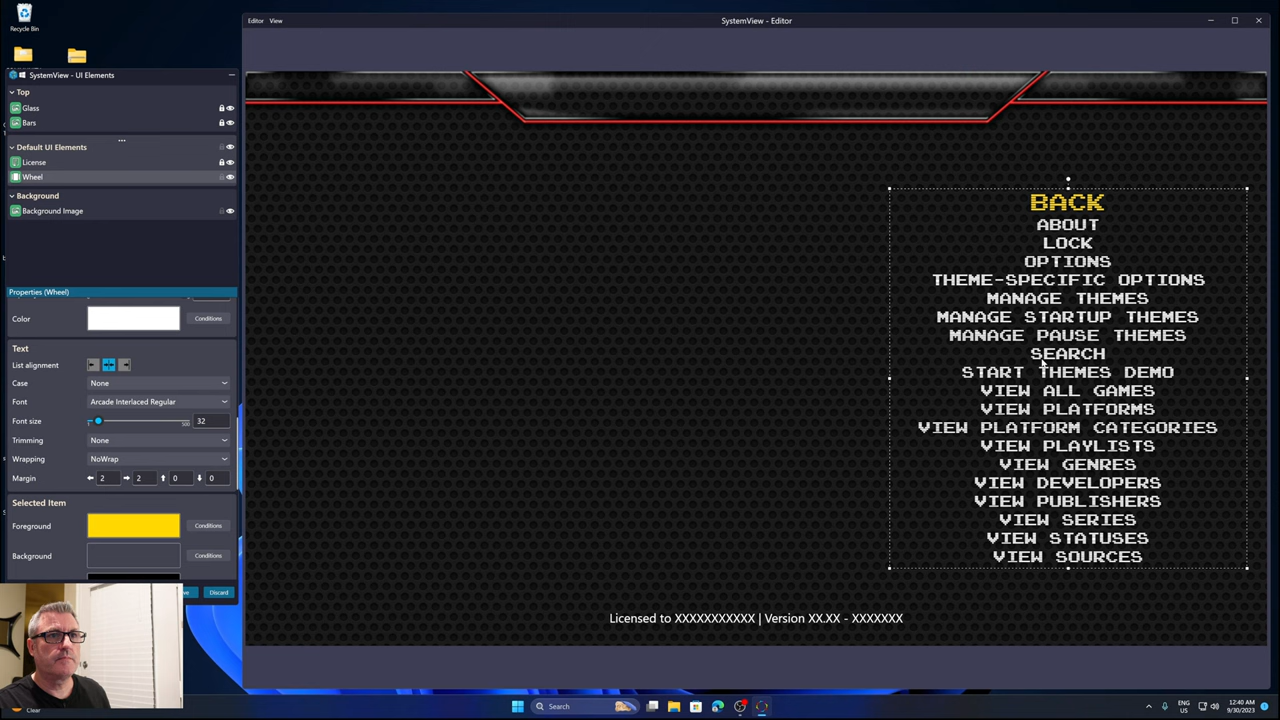 Recycle Bin
Editor View
SystemView - Editor
SystemView - UI Elements
Top
Glass
Bars
Default UI Elements
License
Wheel
Background
Background Image
Properties (Wheel)
Color
Conditions
Text
List alignment
Case
None
Font
Arcade Interlaced Regular
Font size
1
500
32
Trimming
None
Wrapping
NoWrap
Margin
2
2
0
0
Selected Item
Foreground
Conditions
Background
Conditions
Discard
BACK
ABOUT
LOCK
OPTIONS
THEME-SPECIFIC OPTIONS
MANAGE THEMES
MANAGE STARTUP THEMES
MANAGE PAUSE THEMES
SEARCH
START THEMES DEMO
VIEW ALL GAMES
VIEW PLATFORMS
VIEW PLATFORM CATEGORIES
VIEW PLAYLISTS
VIEW GENRES
VIEW DEVELOPERS
VIEW PUBLISHERS
VIEW SERIES
VIEW STATUSES
VIEW SOURCES
Licensed to XXXXXXXXXXX | Version XX.XX - XXXXXXX
Clear
Search
ENG
US
12:40 AM
9/30/2023